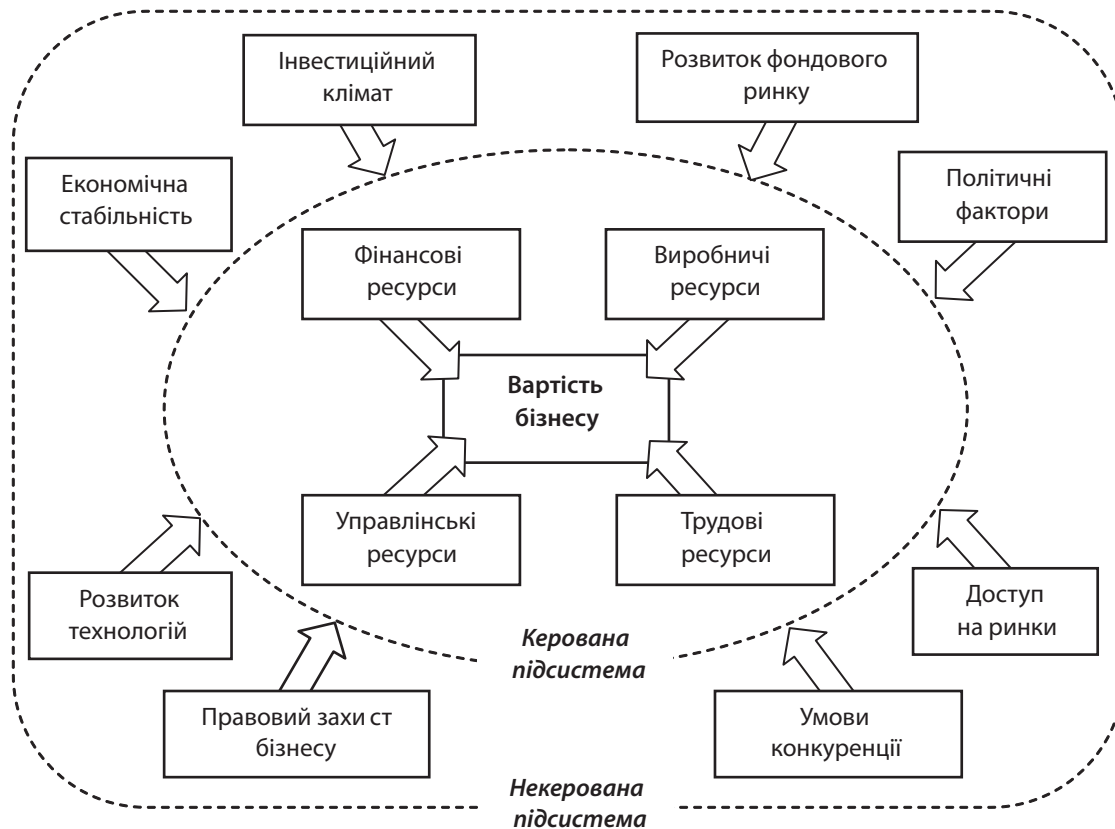 Інвестиційний
клімат
Розвиток фондового
ринку
Економічна
стабільність
Політичні
фактори
Фінансові
ресурси
Виробничі
ресурси
Вартість
бізнесу
Управлінські
ресурси
Трудові
ресурси
Розвиток
технологій
Доступ
на ринки
Керована
підсистема
Правовий захи ст
бізнесу
Умови
конкуренції
Некерована
підсистема